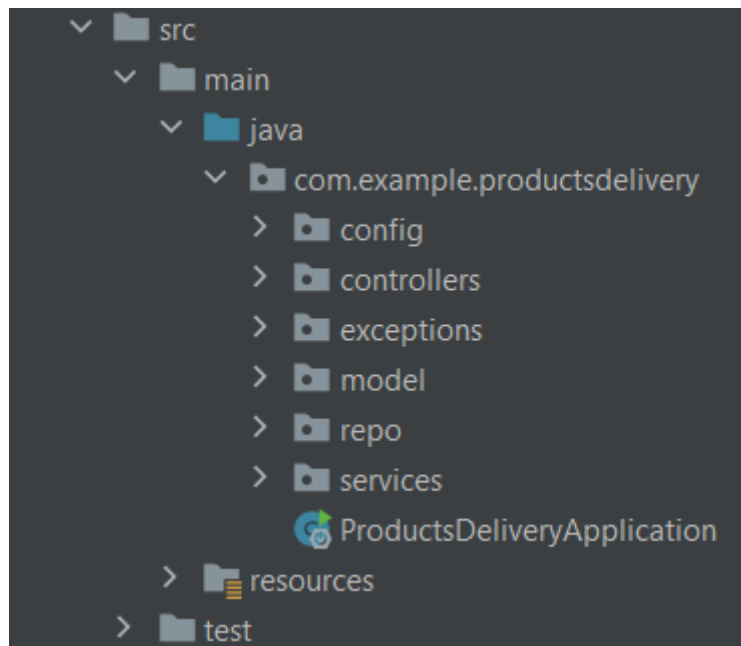 src
main
java
com.example.productsdelivery
config
controllers
exceptions
model
repo
services
ProductsDeliveryApplication
resources
test